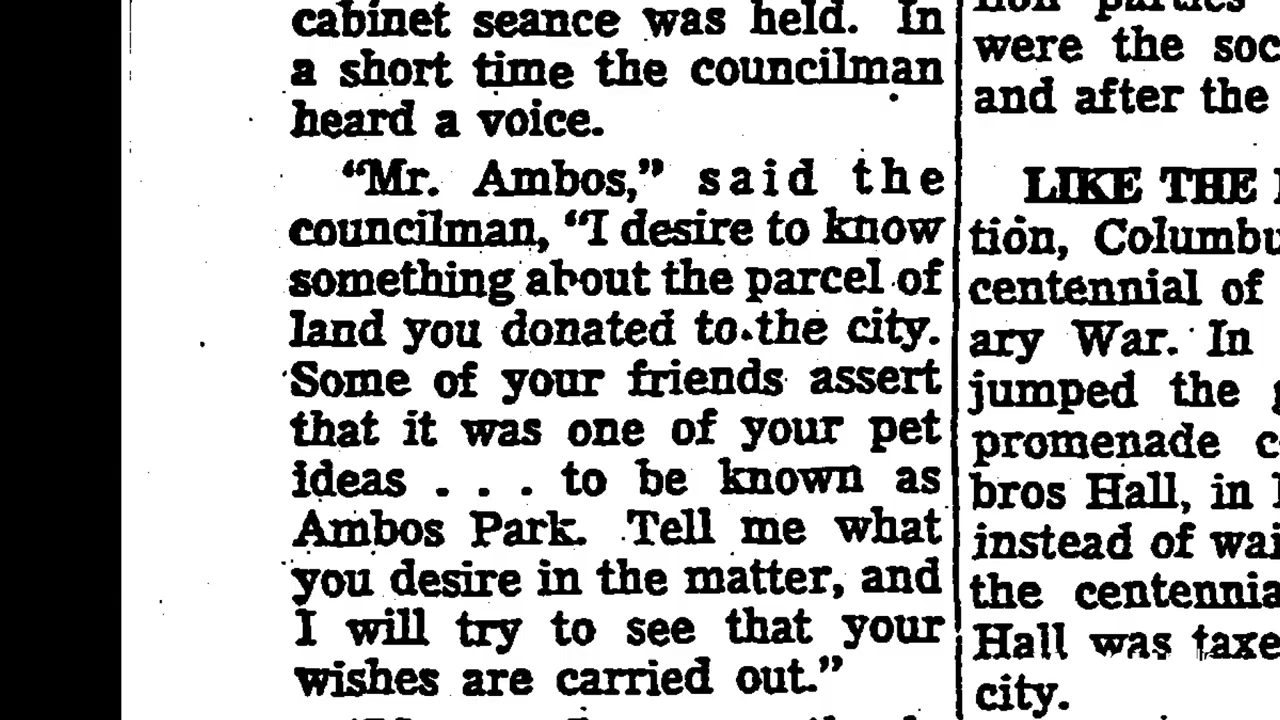 cabinet seance was held. In
a short time the councilman
heard a voice.
"Mr. Ambos," said the
councilman, "I desire to know
something about the parcel of
land you donated to the city.
Some of your friends assert
that it was one of your pet
ideas . . . to be known as
Ambos Park. Tell me what
you desire in the matter, and
I will try to see that your
wishes are carried out."
tion parties
were the soc
and after the
LIKE THE
tion, Columbu
centennial of
ary War. In
jumped the g
promenade c
bros Hall, in
instead of wai
the centennia
Hall was taxe
city.